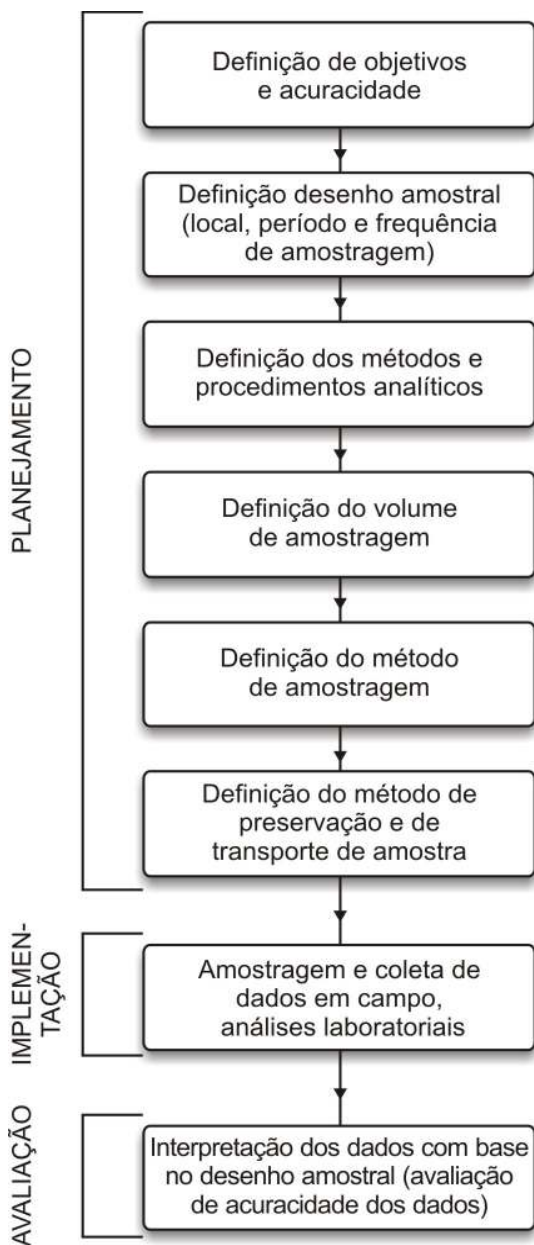 PLANEJAMENTO
Definição de objetivos
e acuracidade
Definição desenho amostral
(local, período e frequência
de amostragem)
Definição dos métodos e
procedimentos analíticos
Definição do volume
de amostragem
Definição do método
de amostragem
Definição do método de
preservação e de
transporte de amostra
IMPLEMEN-
TAÇÃO
Amostragem e coleta de
dados em campo,
análises laboratoriais
AVALIAÇÃO
Interpretação dos dados com base
no desenho amostral (avaliação
de acuracidade dos dados)